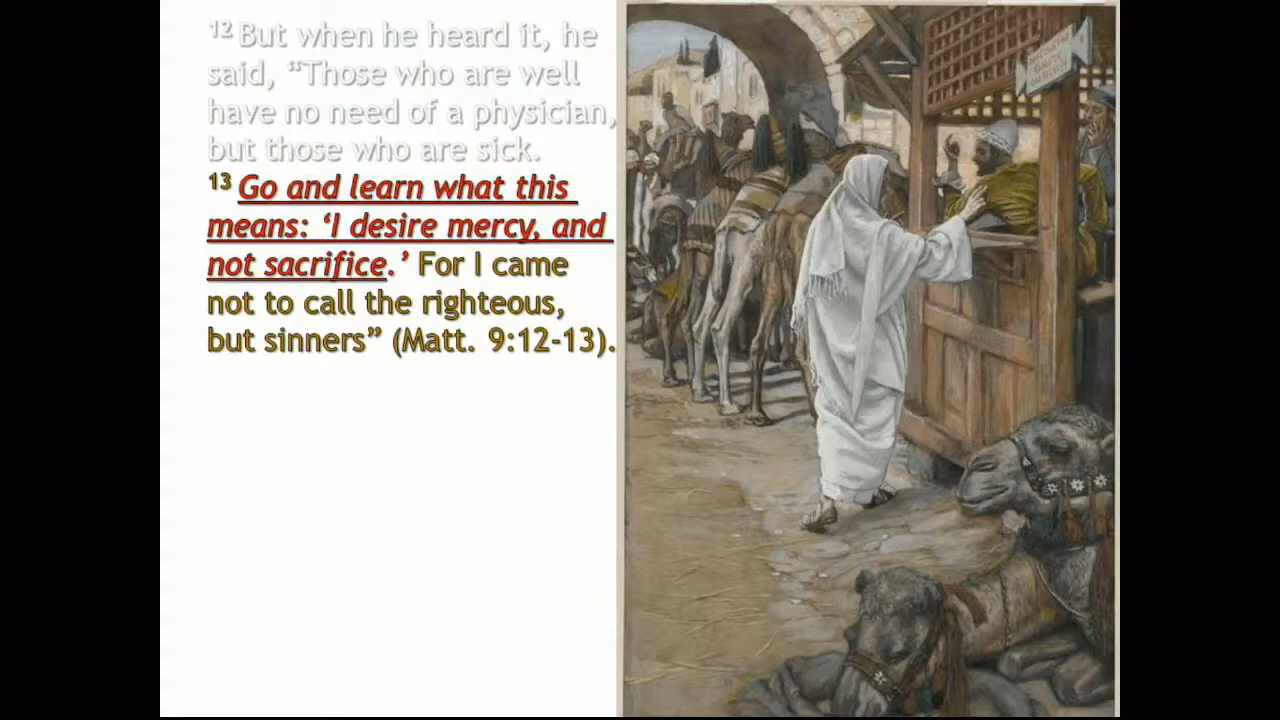 12 But when he heard it, he
said, “Those who are well
have no need of a physician,
but those who are sick.
13 Go and learn what this
means: ‘I desire mercy, and
not sacrifice.’ For I came
not to call the righteous,
but sinners” (Matt. 9:12-13).